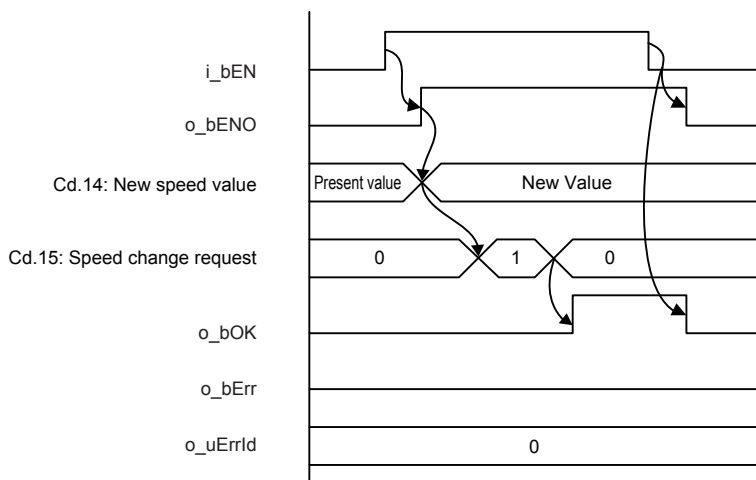 i_bEN
o_bENO
Cd.14: New speed value
Present value
New Value
Cd.15: Speed change request
0
1
0
o_bOK
o_bErr
o_uErrId
0